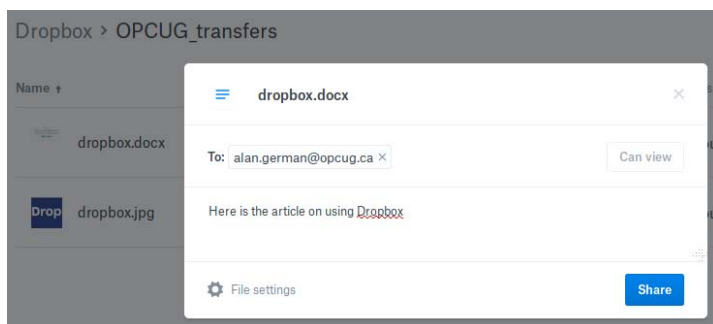 Dropbox > OPCUG_transfers
Name ↑
dropbox.docx
To: alan.german@opcug.ca ×
Can view
dropbox.docx
Here is the article on using Dropbox
Drop
dropbox.jpg
File settings
Share